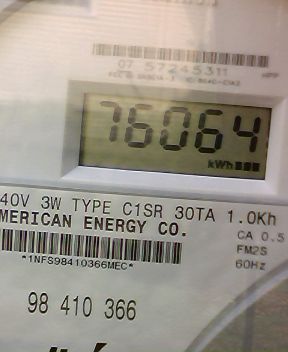 07 57245311
76064
kWh
40V 3W TYPE C1SR 30TA 1.0Kh
MERICAN ENERGY CO.
CA 0.5
FM2S
60Hz
*1NFS98410366MEC*
98 410 366